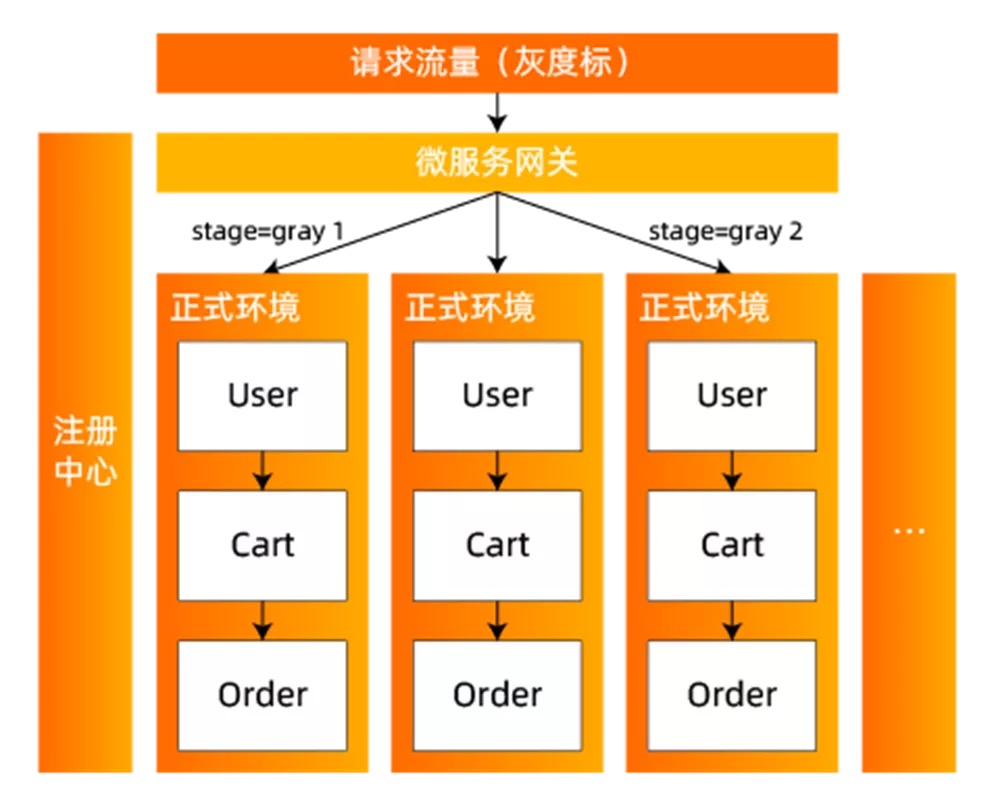 请求流量（灰度标）
微服务网关
stage=gray 1
stage=gray 2
注册
中心
正式环境
User
Cart
Order
正式环境
User
Cart
Order
正式环境
User
Cart
Order
...